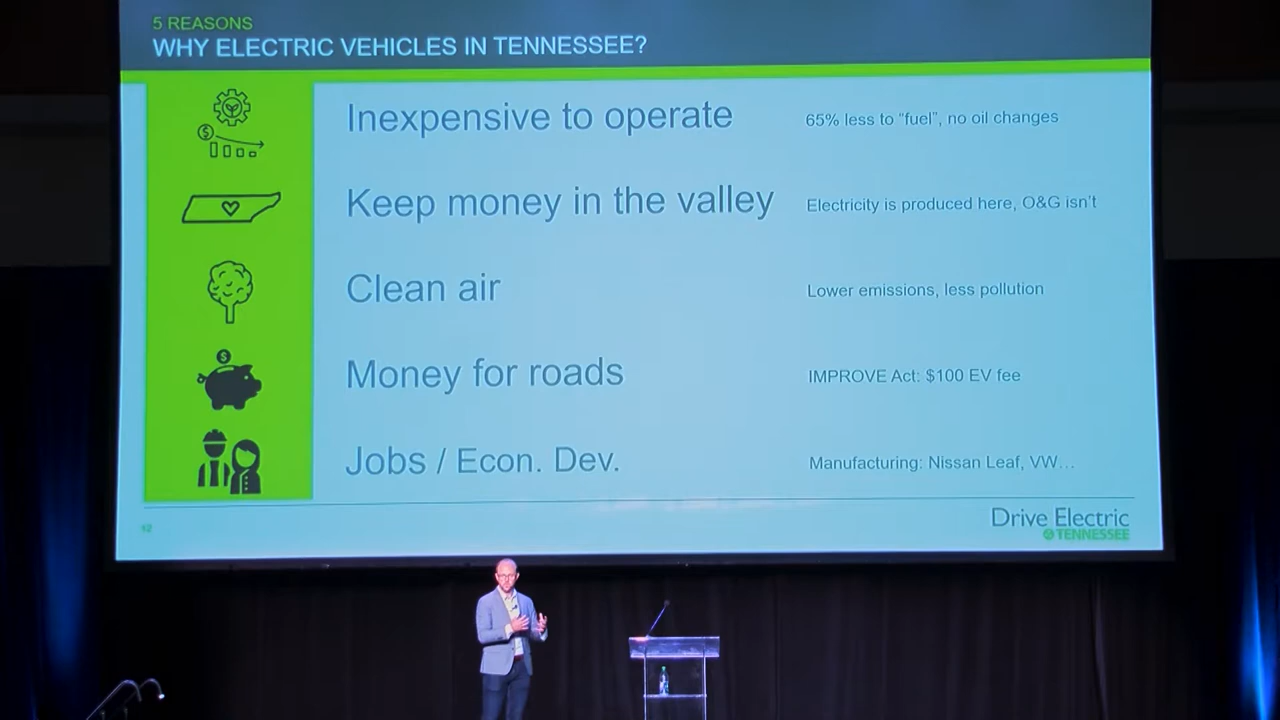 5 REASONS
WHY ELECTRIC VEHICLES IN TENNESSEE?
Inexpensive to operate
65% less to “fuel”, no oil changes
Keep money in the valley
Electricity is produced here, O&G isn’t
Clean air
Lower emissions, less pollution
Money for roads
IMPROVE Act: $100 EV fee
Jobs / Econ. Dev.
Manufacturing: Nissan Leaf, VW…
12
Drive Electric
TENNESSEE